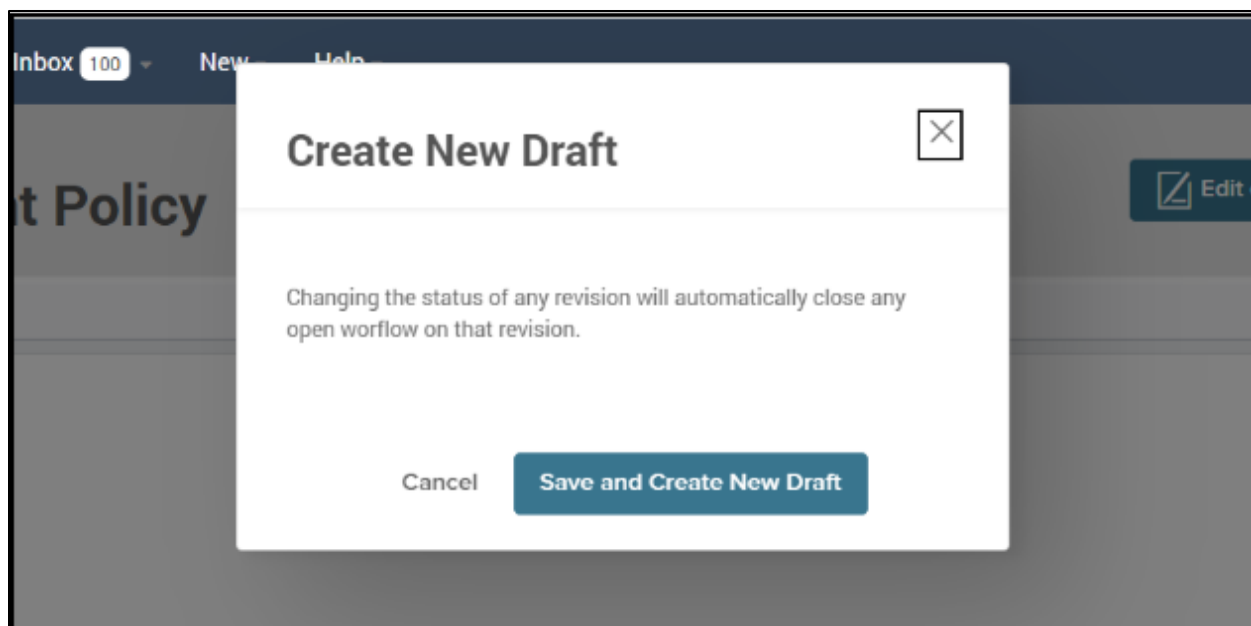 Inbox 100 New Help
Create New Draft
t Policy
Edit
Changing the status of any revision will automatically close any
open worflow on that revision.
Cancel Save and Create New Draft